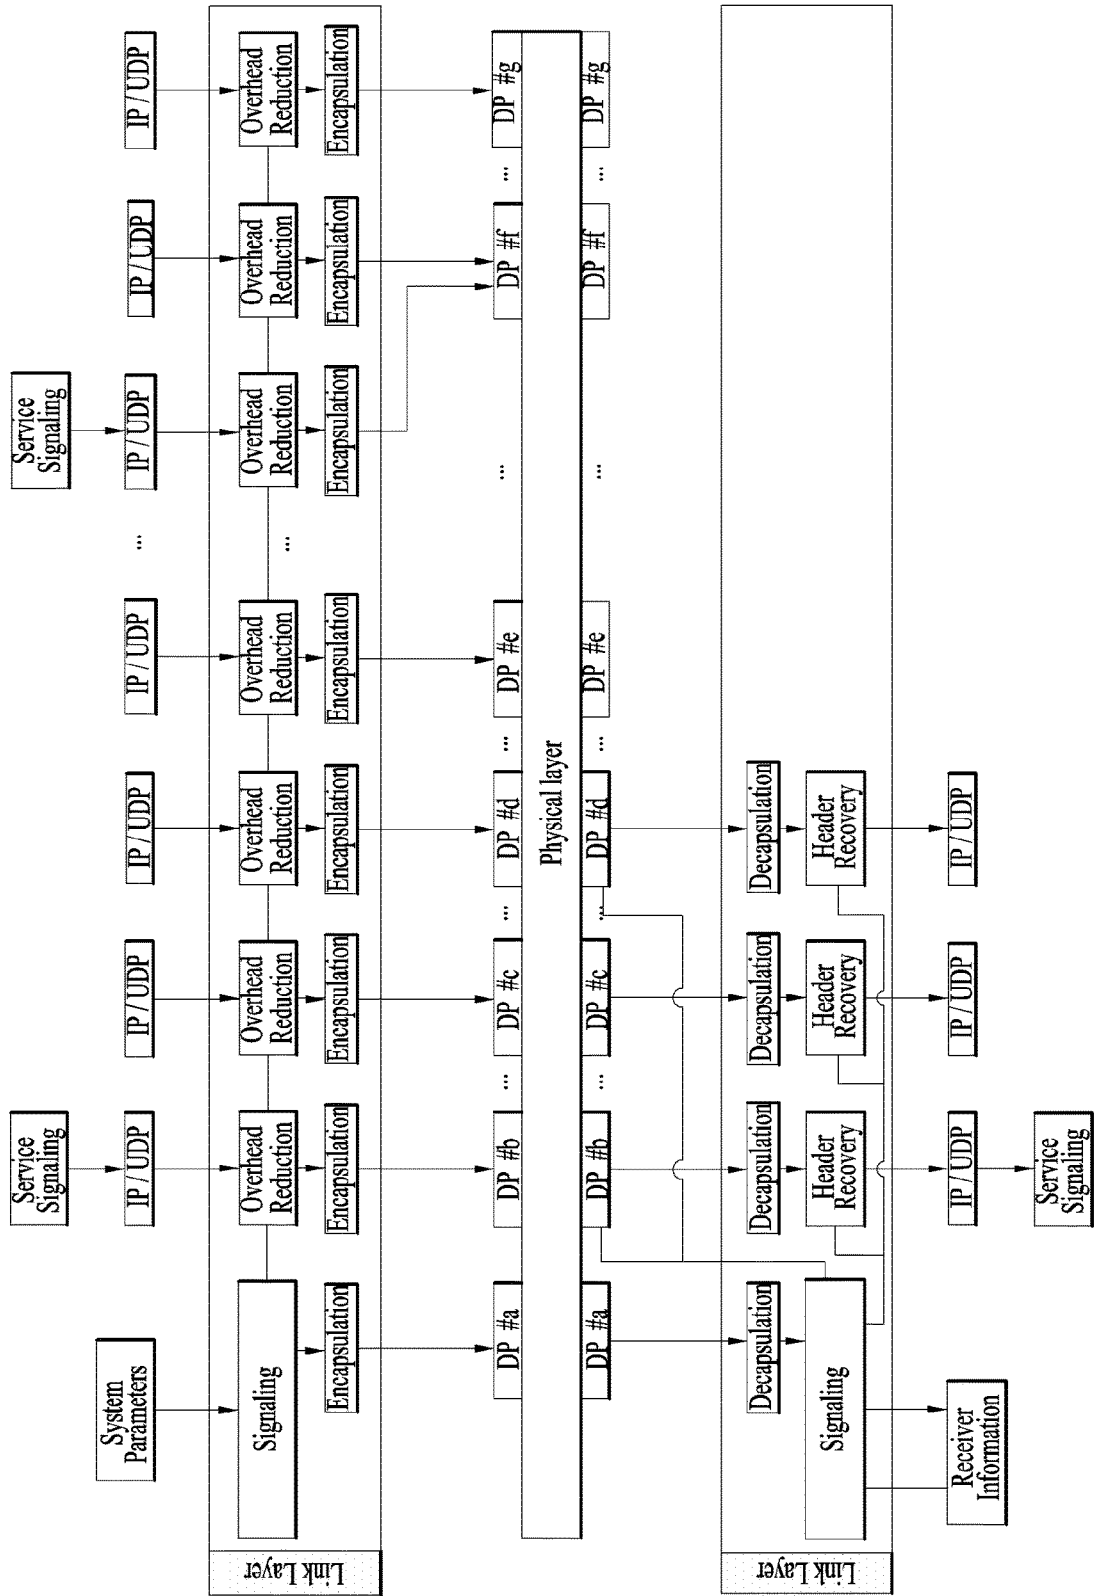 Service
Signaling
Service
Signaling
System
Parameters
IP / UDP
IP / UDP
IP / UDP
IP / UDP
...
IP / UDP
IP / UDP
IP / UDP
Link Layer
Signaling
Overhead
Reduction
Overhead
Reduction
Overhead
Reduction
Overhead
Reduction
...
Overhead
Reduction
Overhead
Reduction
Overhead
Reduction
Encapsulation
Encapsulation
Encapsulation
Encapsulation
Encapsulation
Encapsulation
Encapsulation
Encapsulation
DP #a
DP #b
...
DP #c
...
DP #d
...
DP #e
...
DP #f
...
DP #g
Physical layer
DP #a
DP #b
...
DP #c
...
DP #d
...
DP #e
...
DP #f
...
DP #g
Decapsulation
Decapsulation
Decapsulation
Decapsulation
Link Layer
Signaling
Header
Recovery
Header
Recovery
Header
Recovery
Receiver
Information
IP / UDP
IP / UDP
IP / UDP
Service
Signaling